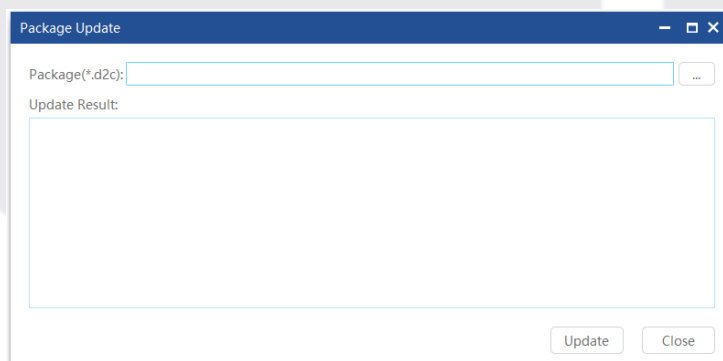 Package Update
Package(*.d2c):
...
Update Result:
Update
Close